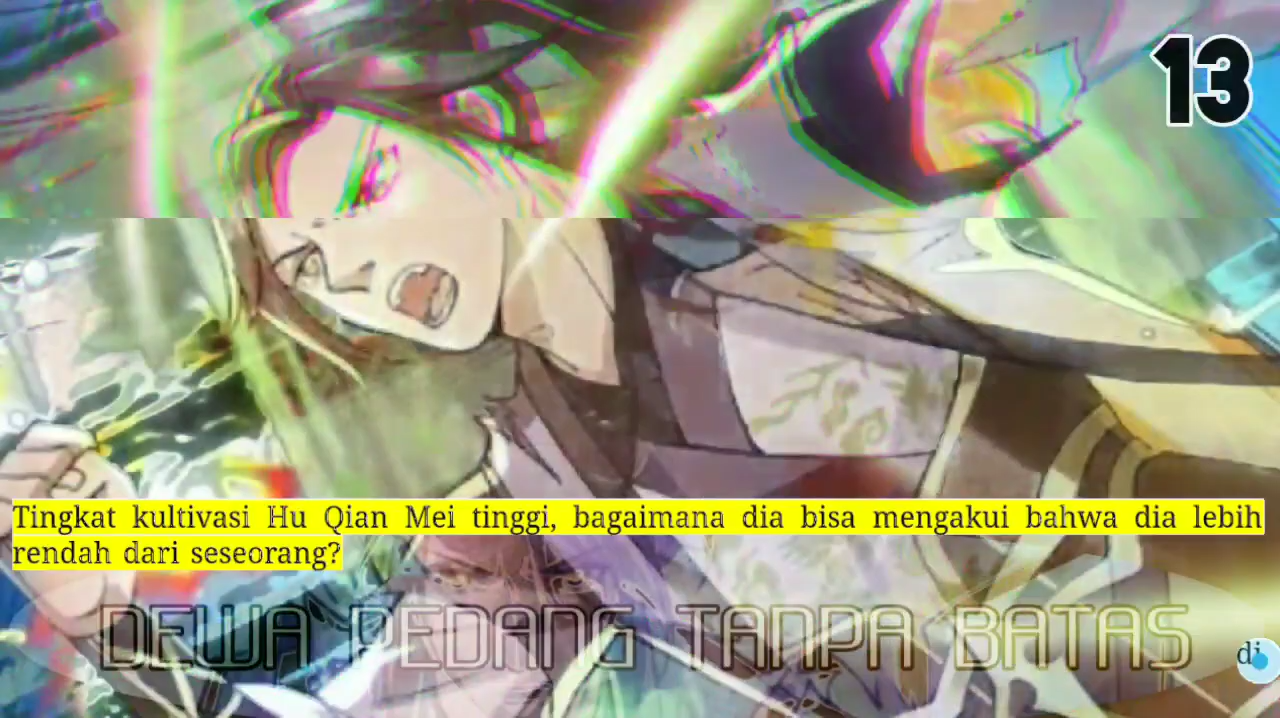 13
Tingkat kultivasi Hu Qian Mei tinggi, bagaimana dia bisa mengakui bahwa dia lebih
rendah dari seseorang?
DEWA PEDANG TANPA BATAS
di